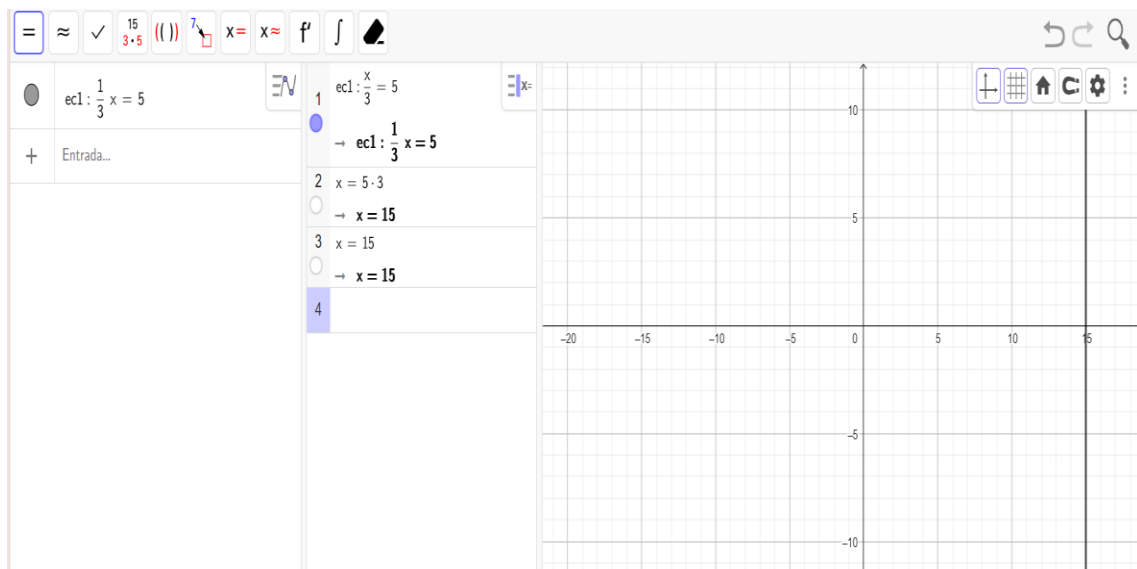 = ≈ ✓ 15 3·5 (( )) 7 x= x≈ f′ ∫
ec1 : 1/3 x = 5
+ Entrada...
1 ec1 : x/3 = 5
→ ec1 : 1/3 x = 5
2 x = 5·3
→ x = 15
3 x = 15
→ x = 15
4
x=
10
5
−20 −15 −10 −5 0 5 10 15
−5
−10